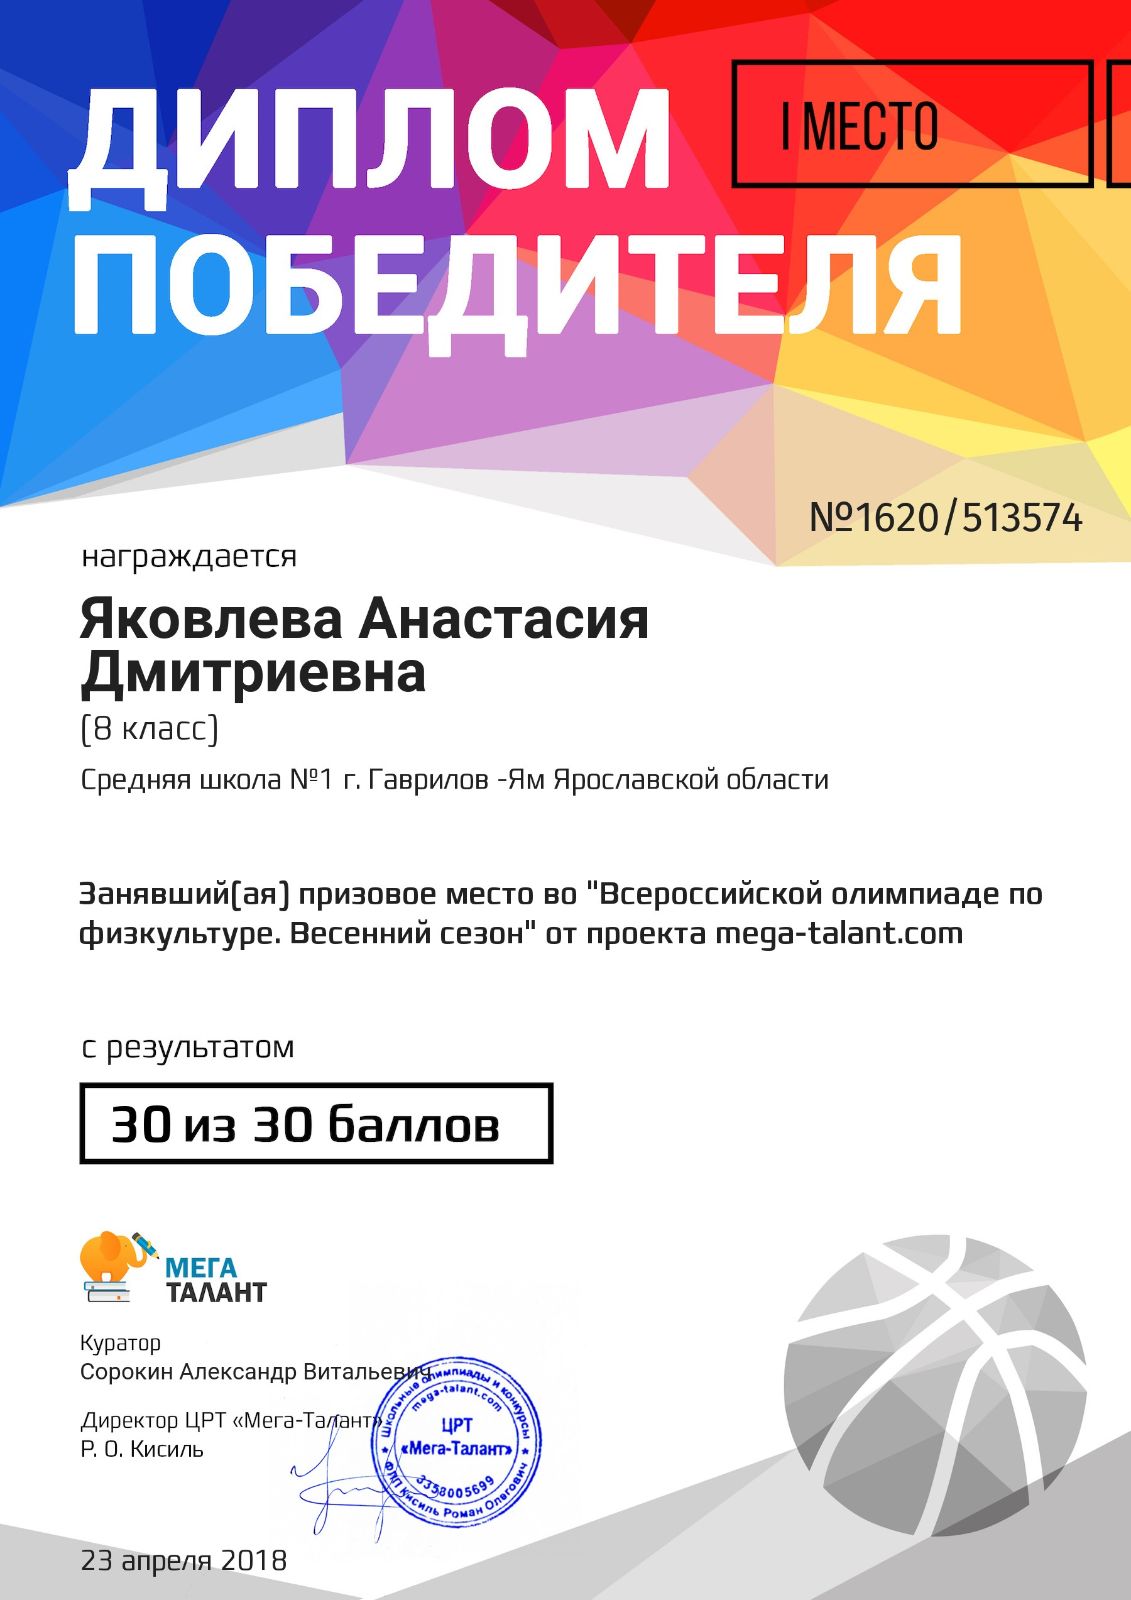 ДИПЛОМ
I МЕСТО
ПОБЕДИТЕЛЯ
№1620/513574
награждается
Яковлева Анастасия
Дмитриевна
(8 класс)
Средняя школа №1 г. Гаврилов -Ям Ярославской области
Занявший(ая) призовое место во "Всероссийской олимпиаде по
физкультуре. Весенний сезон" от проекта mega-talant.com
с результатом
30 из 30 баллов
МЕГА
ТАЛАНТ
Куратор
Сорокин Александр Витальевич
Директор ЦРТ «Мега-Талант»
Р. О. Кисиль
Школьные олимпиады и конкурсы
mega-talant.com
ЦРТ
«Мега-Талант»
3358005699
ФЛП Кисиль Роман Олегович
23 апреля 2018